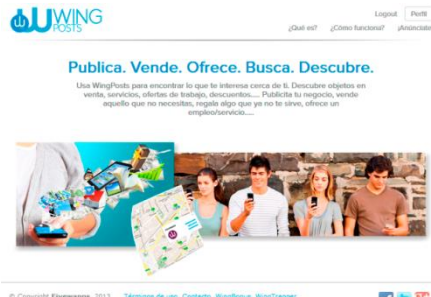 WING
POSTS
Logout Perfil
¿Qué es? ¿Cómo funciona? ¡Anúnciate
Publica. Vende. Ofrece. Busca. Descubre.
Usa WingPosts para encontrar lo que te interesa cerca de ti. Descubre objetos en
venta, servicios, ofertas de trabajo, descuentos.... Publicita tu negocio, vende
aquello que no necesitas, regala algo que ya no te sirve, ofrece un
empleo/servicio....
© Copyright 2013 Términos de uso Contacto